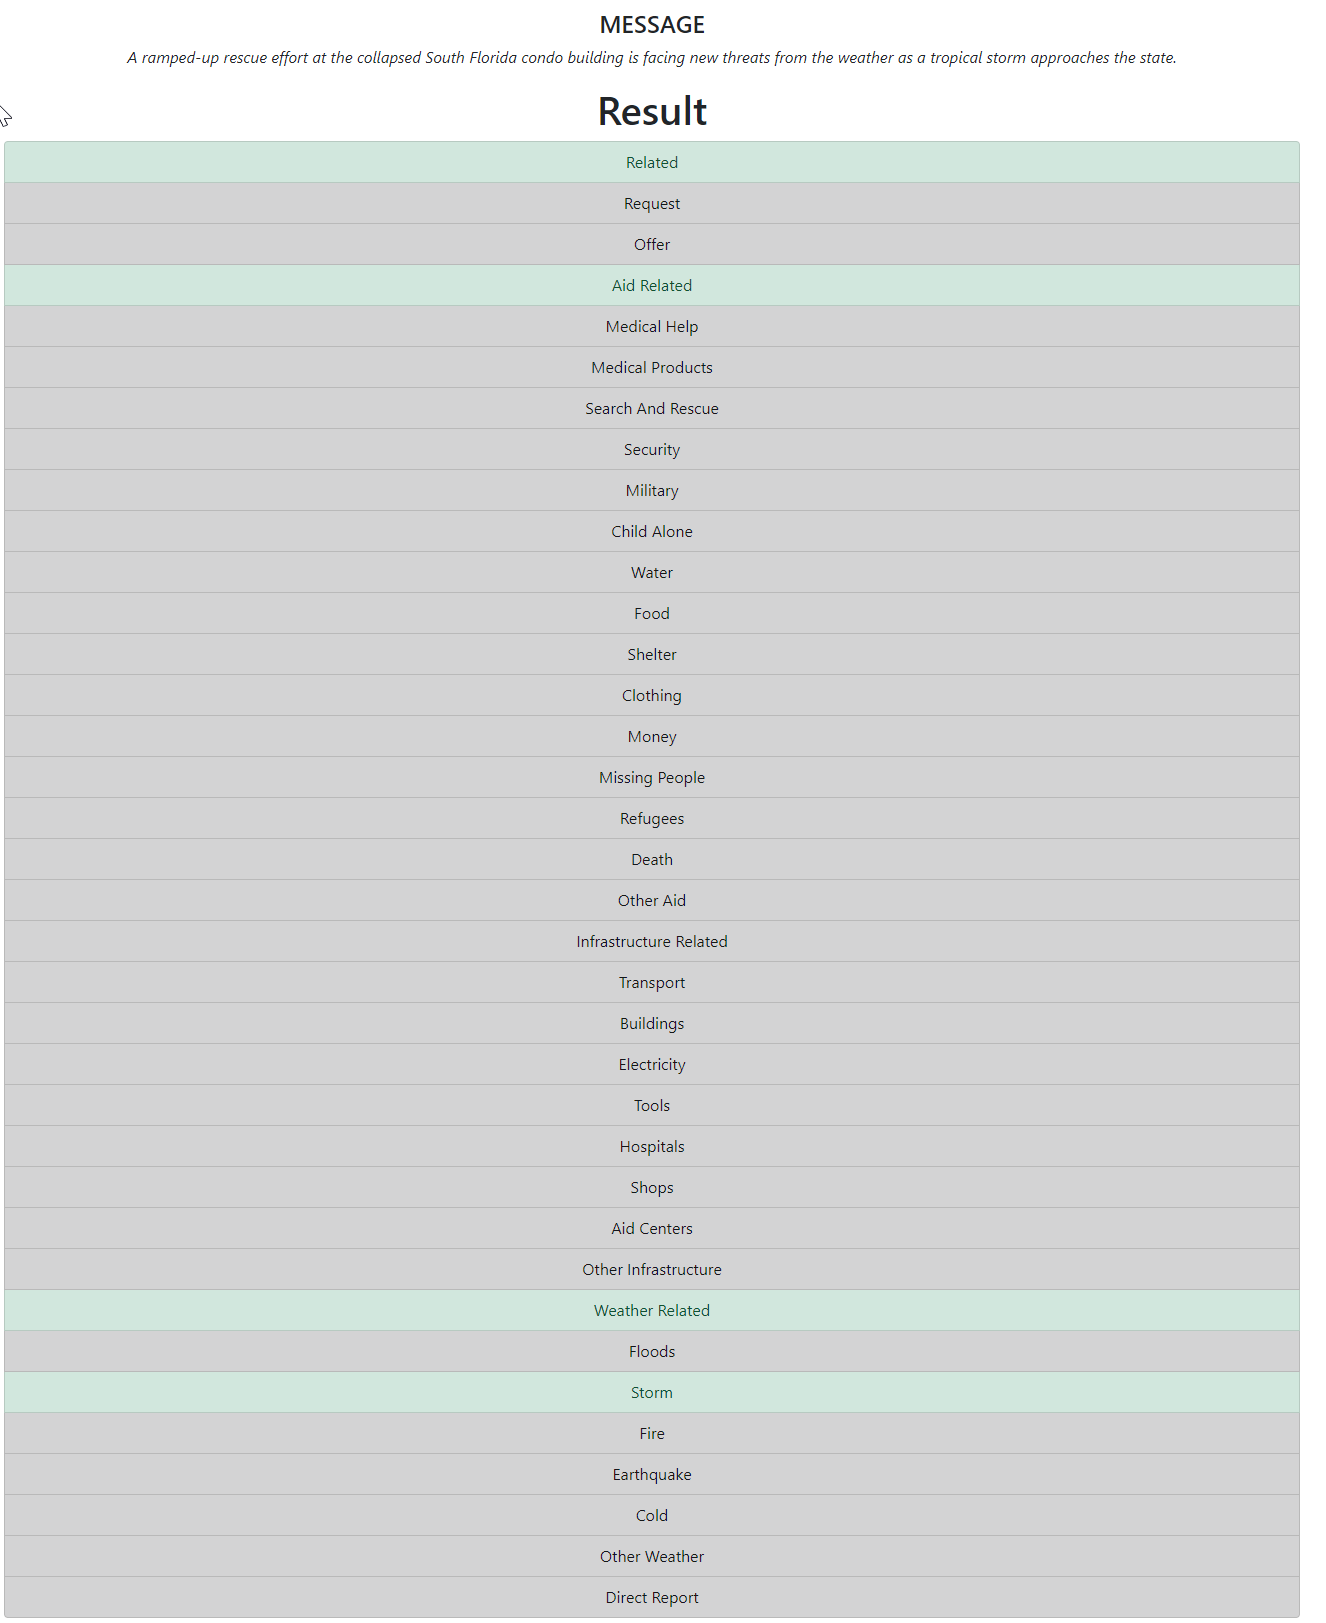 MESSAGE
A ramped-up rescue effort at the collapsed South Florida condo building is facing new threats from the weather as a tropical storm approaches the state.
Result
Related
Request
Offer
Aid Related
Medical Help
Medical Products
Search And Rescue
Security
Military
Child Alone
Water
Food
Shelter
Clothing
Money
Missing People
Refugees
Death
Other Aid
Infrastructure Related
Transport
Buildings
Electricity
Tools
Hospitals
Shops
Aid Centers
Other Infrastructure
Weather Related
Floods
Storm
Fire
Earthquake
Cold
Other Weather
Direct Report